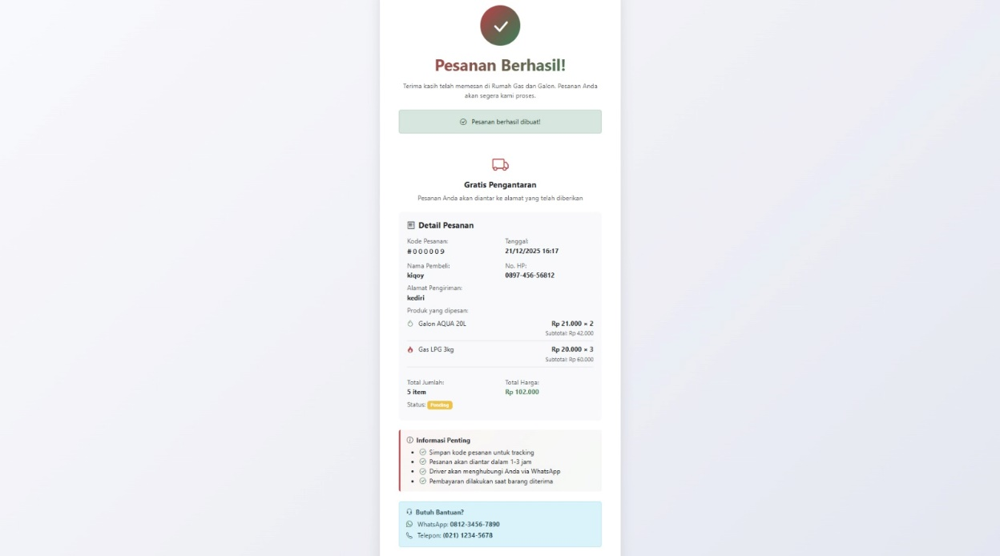 Pesanan Berhasil!
Terima kasih telah memesan di Rumah Gas dan Galon. Pesanan Anda
akan segera kami proses.
Pesanan berhasil dibuat!
Gratis Pengantaran
Pesanan Anda akan diantar ke alamat yang telah diberikan
Detail Pesanan
Kode Pesanan: Tanggal:
#000009 21/12/2025 16:17
Nama Pembeli: No. HP:
kiqoy 0897-456-56812
Alamat Pengiriman:
kediri
Produk yang dipesan:
Galon AQUA 20L Rp 21.000 × 2
Subtotal: Rp 42.000
Gas LPG 3kg Rp 20.000 × 3
Subtotal: Rp 60.000
Total Jumlah: Total Harga:
5 item Rp 102.000
Status: Pending
Informasi Penting
Simpan kode pesanan untuk tracking
Pesanan akan diantar dalam 1-3 jam
Driver akan menghubungi Anda via WhatsApp
Pembayaran dilakukan saat barang diterima
Butuh Bantuan?
WhatsApp: 0812-3456-7890
Telepon: (021) 1234-5678